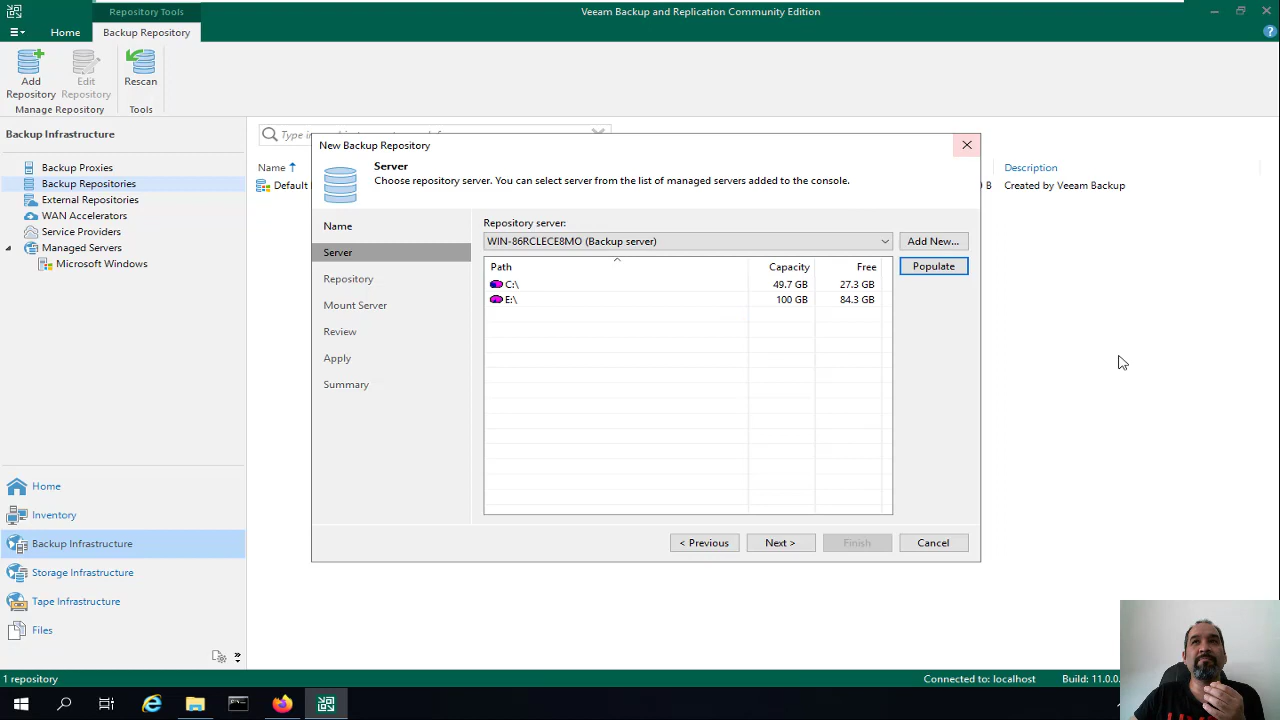 Repository Tools
Veeam Backup and Replication Community Edition
Home
Backup Repository
Add Repository
Edit Repository
Rescan
Manage Repository
Tools
Backup Infrastructure
Backup Proxies
Backup Repositories
External Repositories
WAN Accelerators
Service Providers
Managed Servers
Microsoft Windows
Name
Description
Default
B
Created by Veeam Backup
New Backup Repository
Server
Choose repository server. You can select server from the list of managed servers added to the console.
Name
Server
Repository
Mount Server
Review
Apply
Summary
Repository server:
WIN-86RCLECE8MO (Backup server)
Add New...
Populate
Path Capacity Free
C:\ 49.7 GB 27.3 GB
E:\ 100 GB 84.3 GB
< Previous
Next >
Finish
Cancel
Home
Inventory
Backup Infrastructure
Storage Infrastructure
Tape Infrastructure
Files
1 repository
Connected to: localhost
Build: 11.0.0.